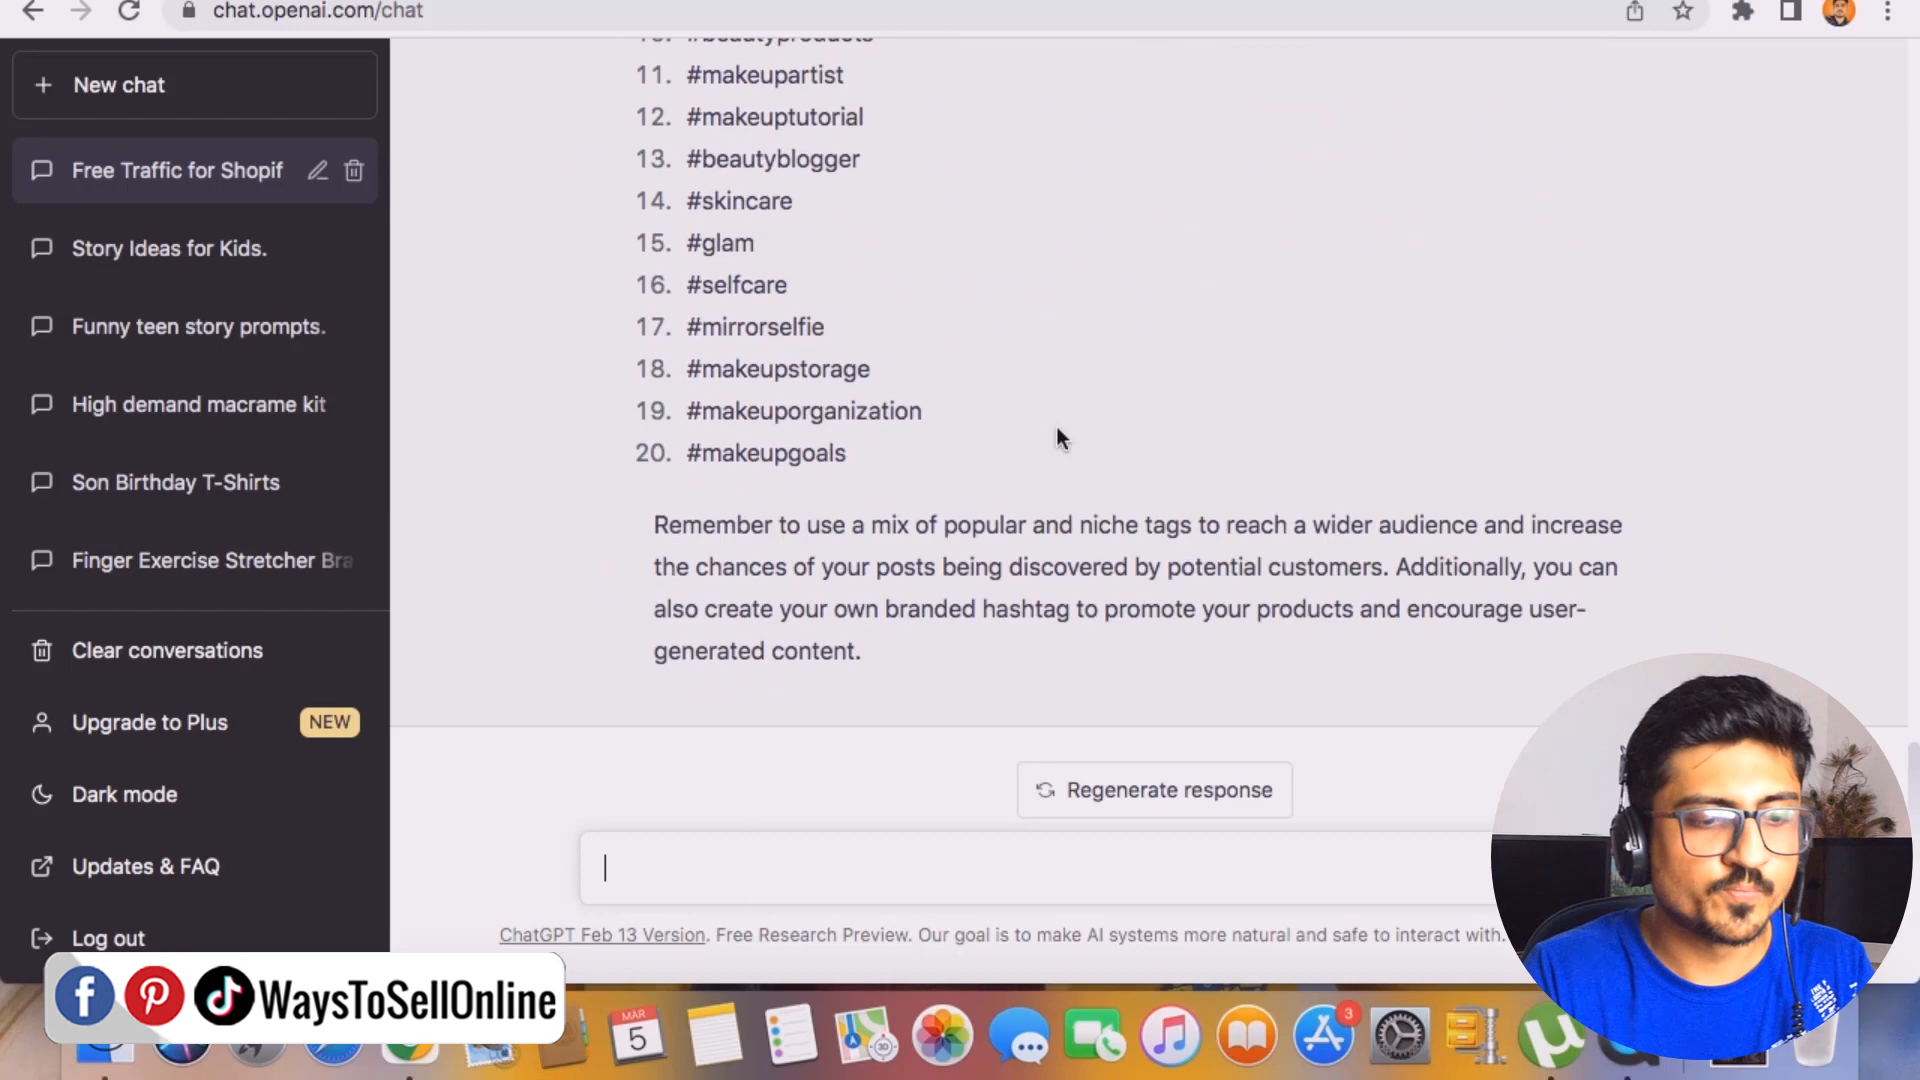 chat.openai.com/chat
New chat
Free Traffic for Shopif
Story Ideas for Kids.
Funny teen story prompts.
High demand macrame kit
Son Birthday T-Shirts
Finger Exercise Stretcher Bra
Clear conversations
Upgrade to Plus NEW
Dark mode
Updates & FAQ
Log out
#beautyproducts
11. #makeupartist
12. #makeuptutorial
13. #beautyblogger
14. #skincare
15. #glam
16. #selfcare
17. #mirrorselfie
18. #makeupstorage
19. #makeuporganization
20. #makeupgoals
Remember to use a mix of popular and niche tags to reach a wider audience and increase
the chances of your posts being discovered by potential customers. Additionally, you can
also create your own branded hashtag to promote your products and encourage user-
generated content.
Regenerate response
ChatGPT Feb 13 Version. Free Research Preview. Our goal is to make AI systems more natural and safe to interact with.
WaysToSellOnline
MAR
5
3D
3